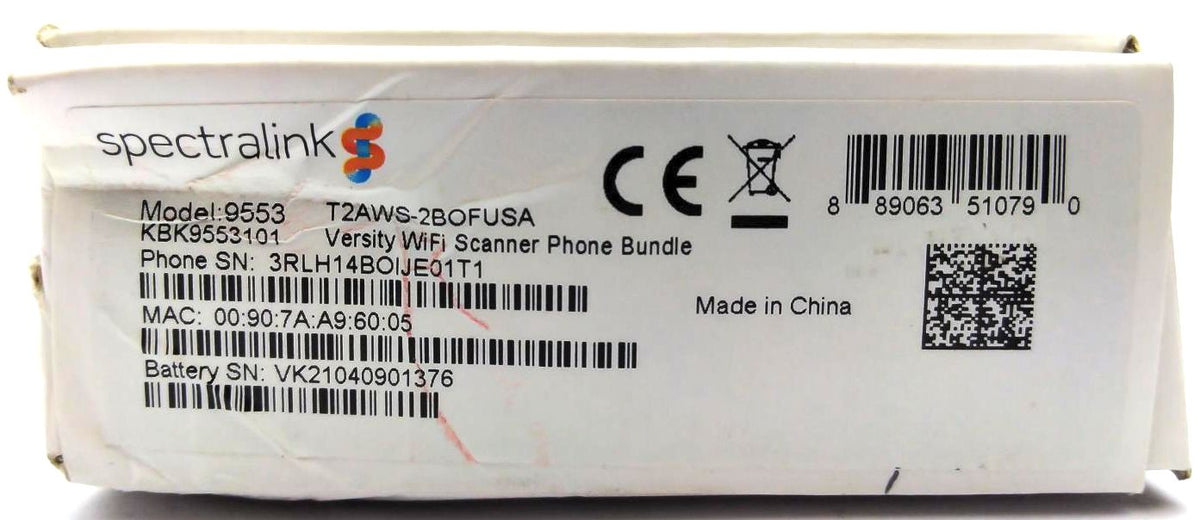 spectralink
Model:9553 T2AWS-2BOFUSA
KBK9553101 Versity WiFi Scanner Phone Bundle
Phone SN: 3RLH14BOIJE01T1
MAC: 00:90:7A:A9:60:05
Battery SN: VK21040901376
CE
8 89063 51079 0
Made in China